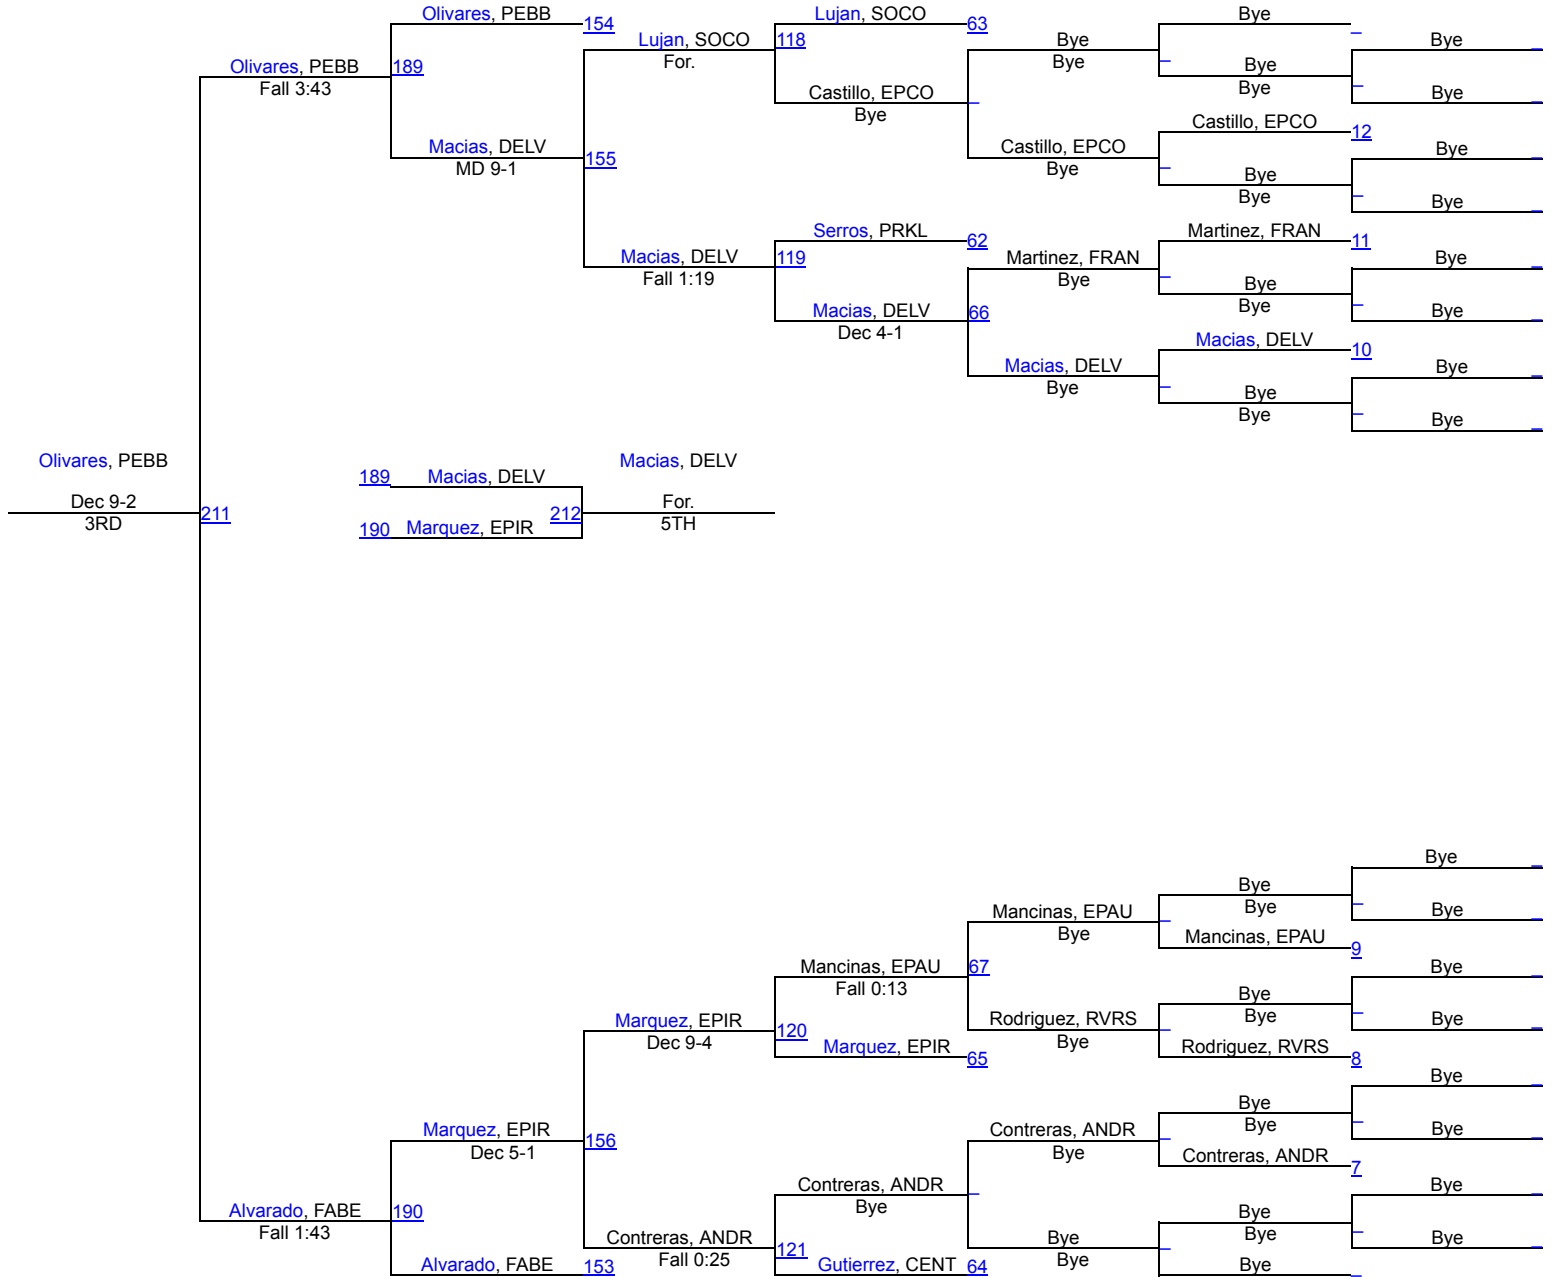 Olivares, PEBB
154
Lujan, SOCO
63
Bye
Lujan, SOCO
118
Bye
Bye
For.
Bye
Olivares, PEBB
189
Bye
Fall 3:43
Bye
Castillo, EPCO
Bye
Bye
Castillo, EPCO
12
Macias, DELV
155
Castillo, EPCO
Bye
MD 9-1
Bye
Bye
Bye
Bye
Serros, PRKL
62
Martinez, FRAN
11
Macias, DELV
119
Martinez, FRAN
Bye
Fall 1:19
Bye
Bye
Bye
Macias, DELV
66
Bye
Dec 4-1
Macias, DELV
10
Macias, DELV
Bye
Bye
Bye
Bye
Bye
Olivares, PEBB
Macias, DELV
189
Macias, DELV
Dec 9-2
For.
3RD
211
190
Marquez, EPIR
212
5TH
Bye
Bye
Bye
Mancinas, EPAU
Bye
Bye
Mancinas, EPAU
9
Mancinas, EPAU
67
Bye
Fall 0:13
Bye
Marquez, EPIR
120
Rodriguez, RVRS
Bye
Bye
Dec 9-4
Bye
Marquez, EPIR
65
Rodriguez, RVRS
8
Bye
Bye
Marquez, EPIR
156
Contreras, ANDR
Bye
Bye
Dec 5-1
Bye
Contreras, ANDR
7
Contreras, ANDR
Bye
Bye
Alvarado, FABE
190
Bye
Fall 1:43
Bye
Bye
Contreras, ANDR
121
Bye
Fall 0:25
Bye
Alvarado, FABE
153
Gutierrez, CENT
64
Bye